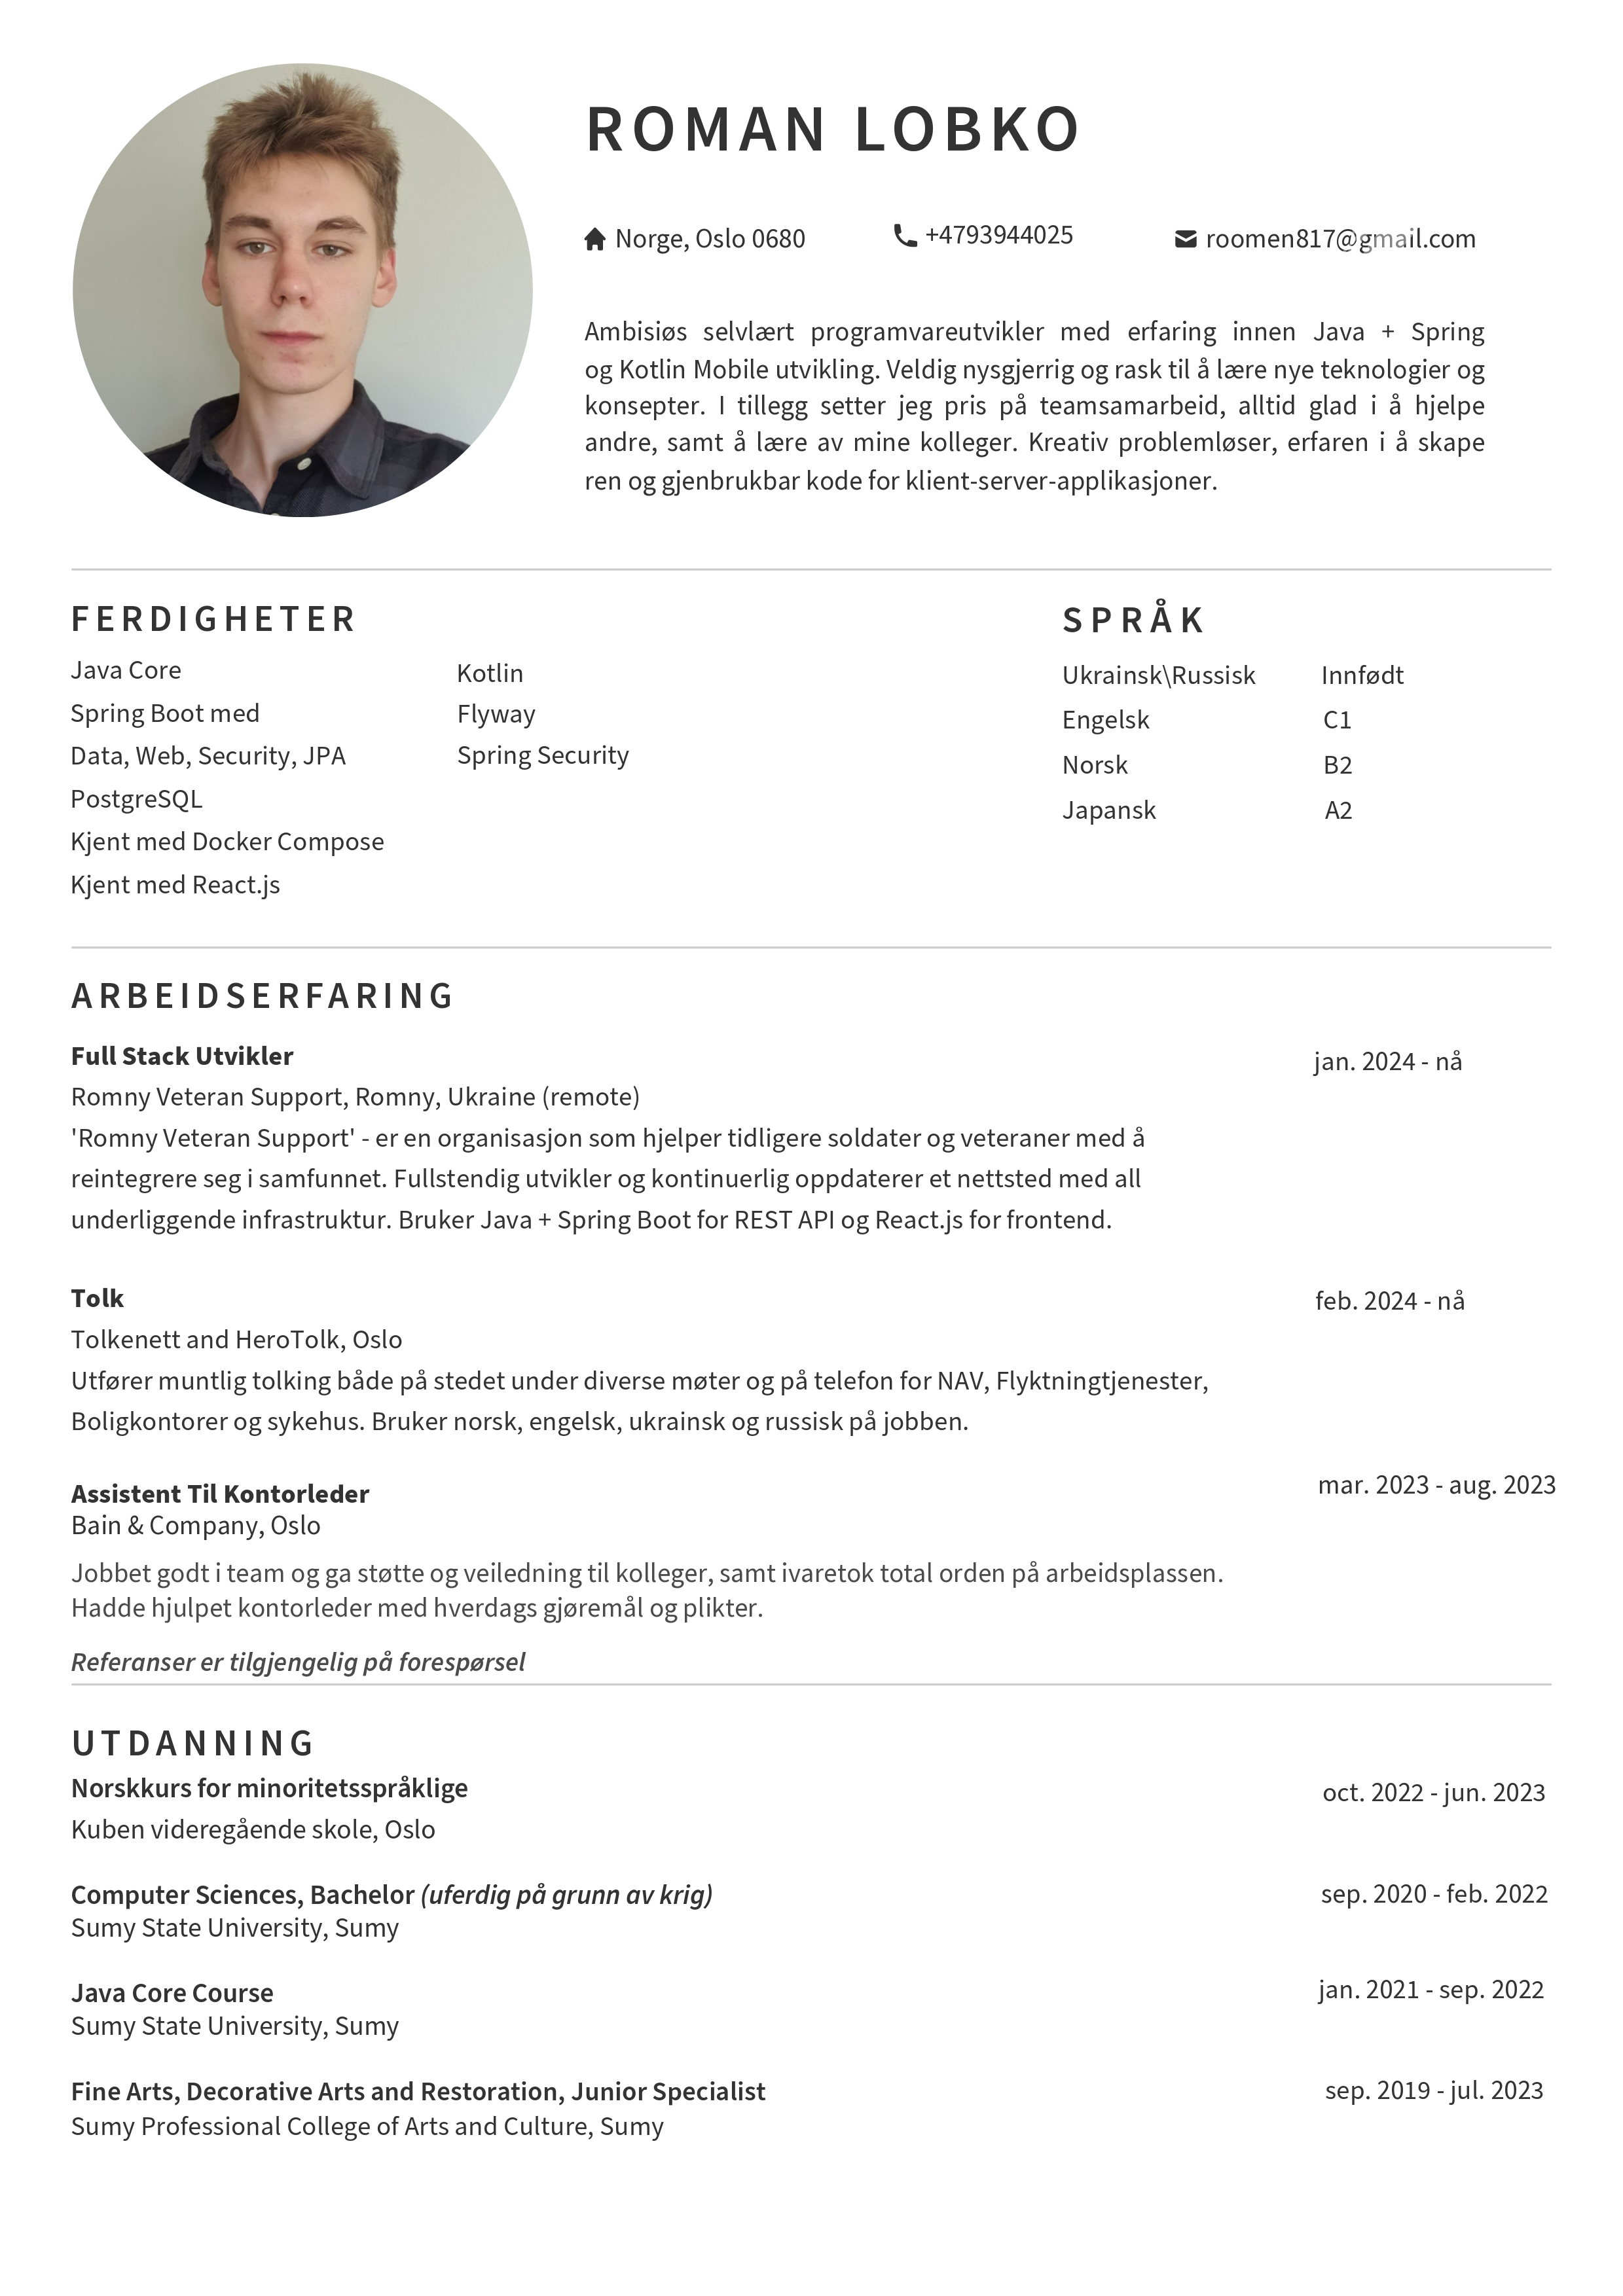 ROMAN LOBKO
Norge, Oslo 0680
+4793944025
roomen817@gmail.com
Ambisiøs selvlært programvareutvikler med erfaring innen Java + Spring
og Kotlin Mobile utvikling. Veldig nysgjerrig og rask til å lære nye teknologier og
konsepter. I tillegg setter jeg pris på teamsamarbeid, alltid glad i å hjelpe
andre, samt å lære av mine kolleger. Kreativ problemløser, erfaren i å skape
ren og gjenbrukbar kode for klient-server-applikasjoner.
FERDIGHETER
Java Core
Spring Boot med
Data, Web, Security, JPA
PostgreSQL
Kjent med Docker Compose
Kjent med React.js
Kotlin
Flyway
Spring Security
SPRÅK
Ukrainsk\Russisk Innfødt
Engelsk C1
Norsk B2
Japansk A2
ARBEIDSERFARING
Full Stack Utvikler jan. 2024 - nå
Romny Veteran Support, Romny, Ukraine (remote)
'Romny Veteran Support' - er en organisasjon som hjelper tidligere soldater og veteraner med å
reintegrere seg i samfunnet. Fullstendig utvikler og kontinuerlig oppdaterer et nettsted med all
underliggende infrastruktur. Bruker Java + Spring Boot for REST API og React.js for frontend.
Tolk feb. 2024 - nå
Tolkenett and HeroTolk, Oslo
Utfører muntlig tolking både på stedet under diverse møter og på telefon for NAV, Flyktningtjenester,
Boligkontorer og sykehus. Bruker norsk, engelsk, ukrainsk og russisk på jobben.
Assistent Til Kontorleder mar. 2023 - aug. 2023
Bain & Company, Oslo
Jobbet godt i team og ga støtte og veiledning til kolleger, samt ivaretok total orden på arbeidsplassen.
Hadde hjulpet kontorleder med hverdags gjøremål og plikter.
Referanser er tilgjengelig på forespørsel
UTDANNING
Norskkurs for minoritetsspråklige oct. 2022 - jun. 2023
Kuben videregående skole, Oslo
Computer Sciences, Bachelor (uferdig på grunn av krig) sep. 2020 - feb. 2022
Sumy State University, Sumy
Java Core Course jan. 2021 - sep. 2022
Sumy State University, Sumy
Fine Arts, Decorative Arts and Restoration, Junior Specialist sep. 2019 - jul. 2023
Sumy Professional College of Arts and Culture, Sumy